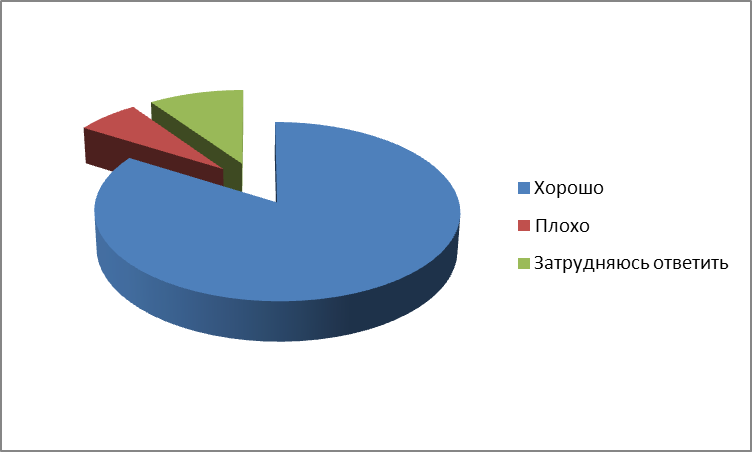 Хорошо
Плохо
Затрудняюсь ответить